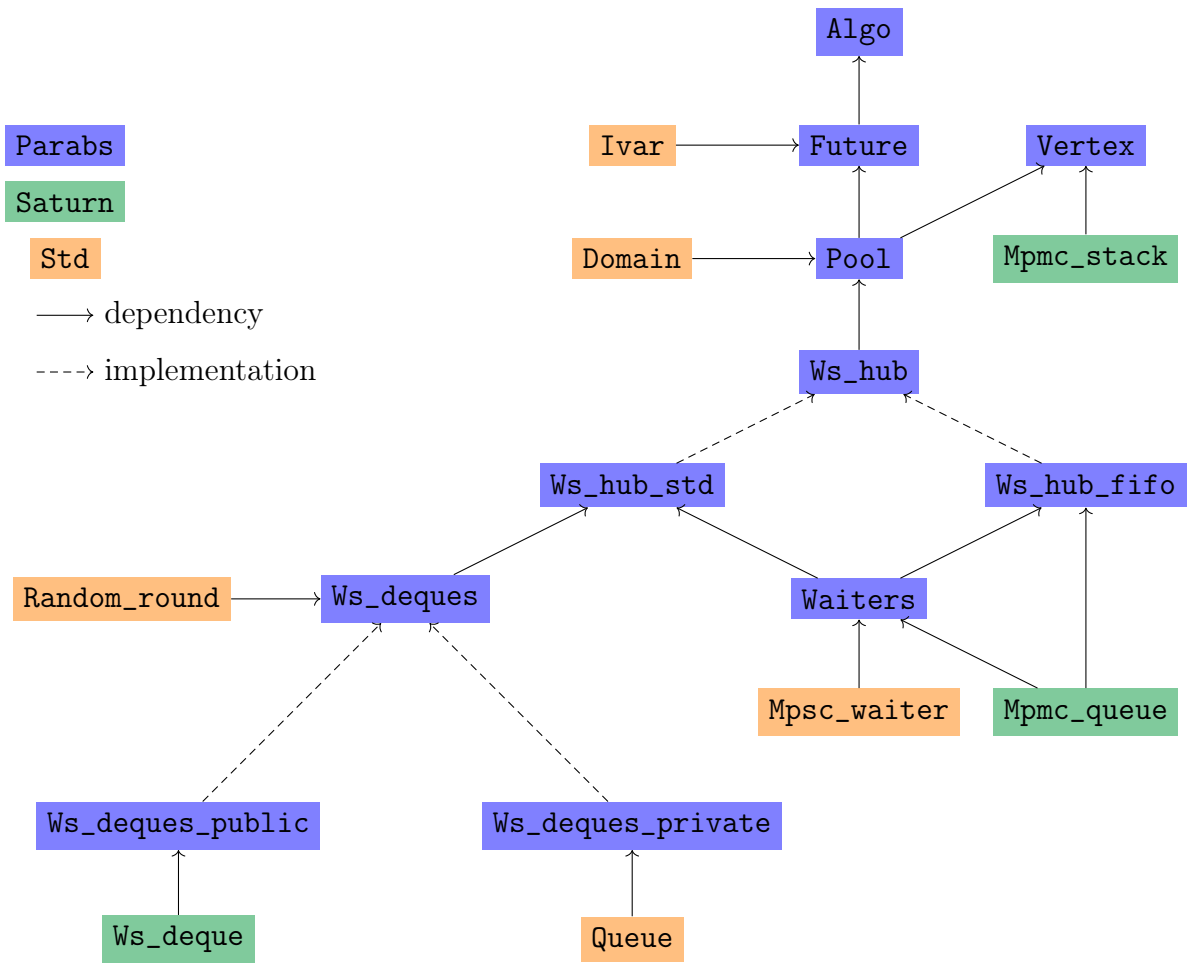 Algo
Parabs
Ivar
Future
Vertex
Saturn
Std
Domain
Pool
Mpmc_stack
dependency
implementation
Ws_hub
Ws_hub_std
Ws_hub_fifo
Random_round
Ws_deques
Waiters
Mpsc_waiter
Mpmc_queue
Ws_deques_public
Ws_deques_private
Ws_deque
Queue